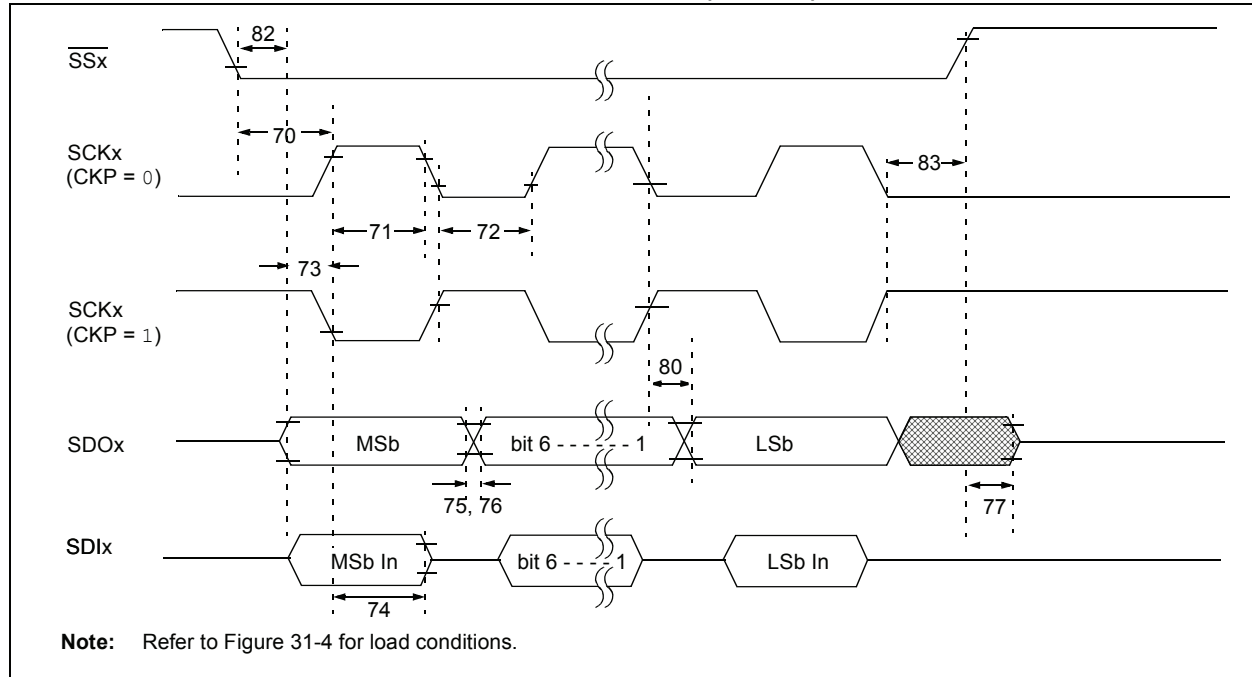 82
SSx
70
SCKx
(CKP = 0)
83
71
72
73
SCKx
(CKP = 1)
80
SDOx
MSb
bit 6 - - - - - - 1
LSb
75, 76
77
SDIx
MSb In
bit 6 - - - - 1
LSb In
74
Note: Refer to Figure 31-4 for load conditions.